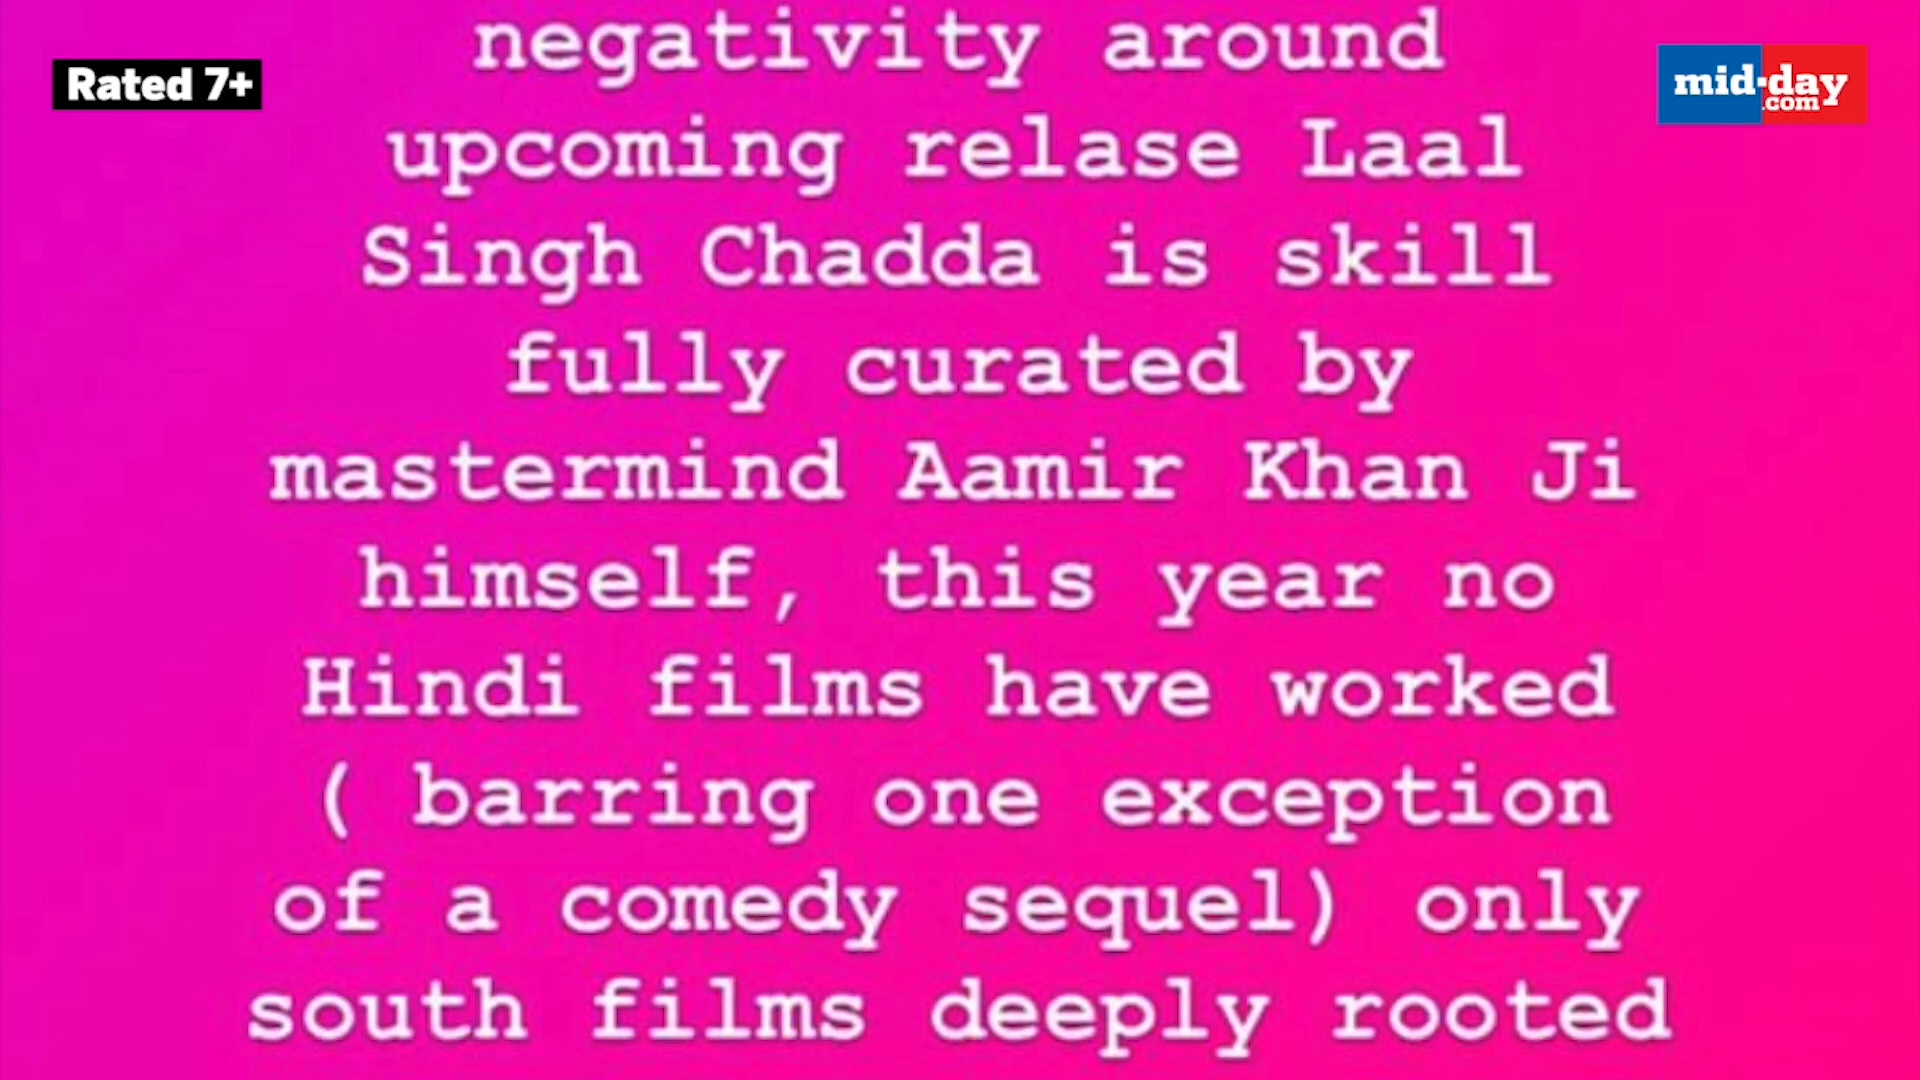 negativity around
Rated 7+
mid-day
.com
upcoming relase Laal
Singh Chadda is skill
fully curated by
mastermind Aamir Khan Ji
himself, this year no
Hindi films have worked
( barring one exception
of a comedy sequel) only
south films deeply rooted